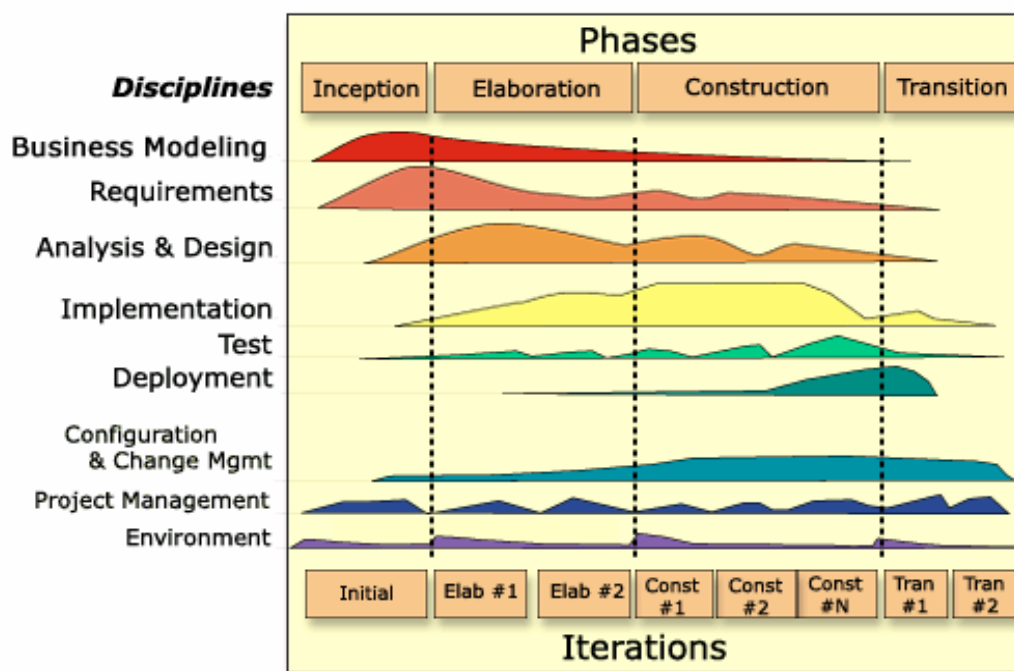 Phases
Disciplines
Inception
Elaboration
Construction
Transition
Business Modeling
Requirements
Analysis & Design
Implementation
Test
Deployment
Configuration
& Change Mgmt
Project Management
Environment
Initial
Elab #1
Elab #2
Const
#1
Const
#2
Const
#N
Tran
#1
Tran
#2
Iterations